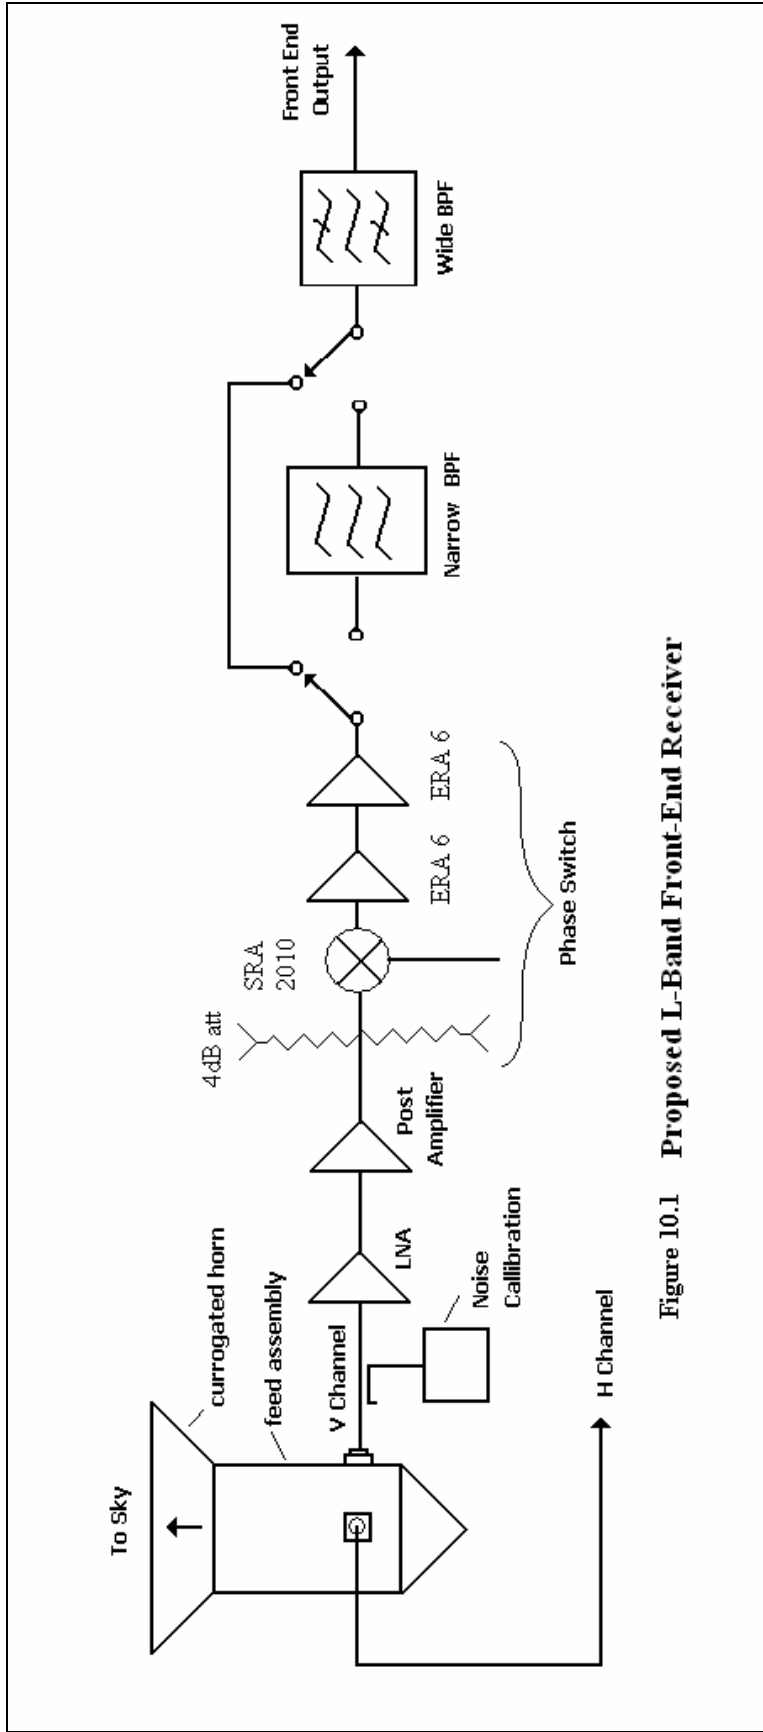 To Sky
currogated horn
feed assembly
V Channel
LNA
Noise
Callibration
H Channel
Post
Amplifier
4dB att
SRA
2010
ERA 6
ERA 6
Phase Switch
Narrow BPF
Wide BPF
Front End
Output
Figure 10.1 Proposed L-Band Front-End Receiver